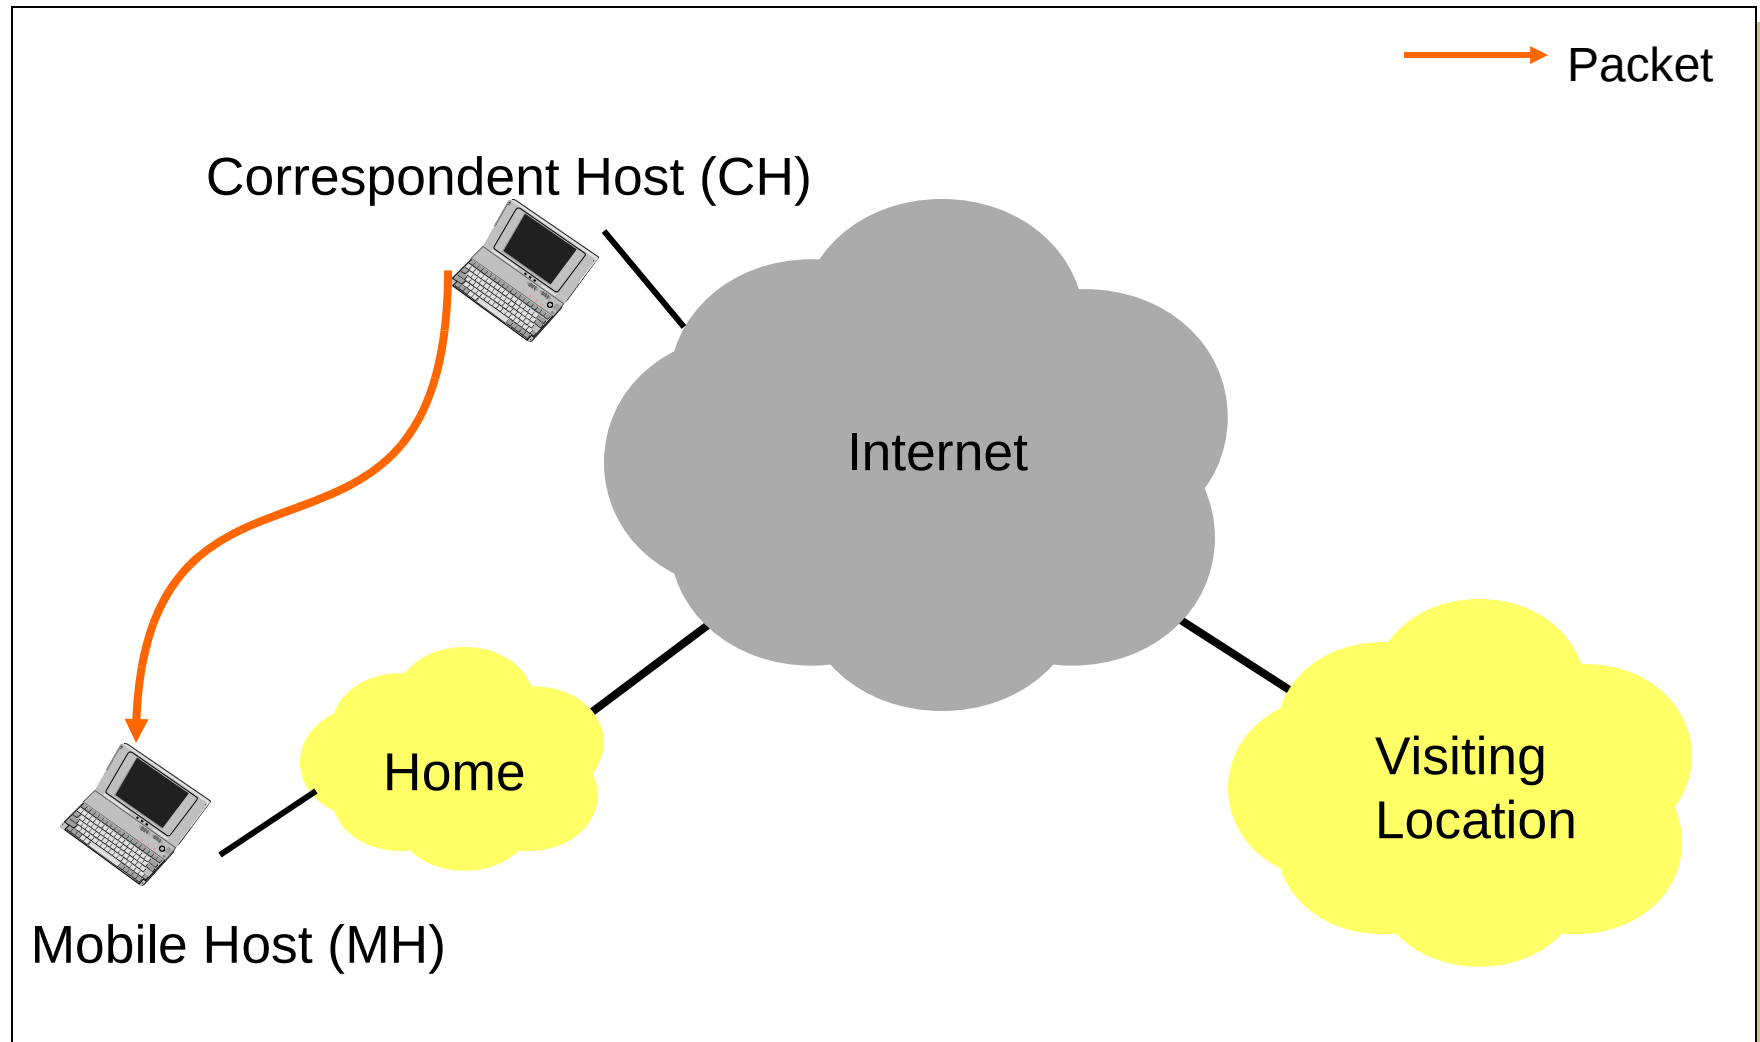 Packet
Correspondent Host (CH)
Internet
Home
Visiting
Location
Mobile Host (MH)